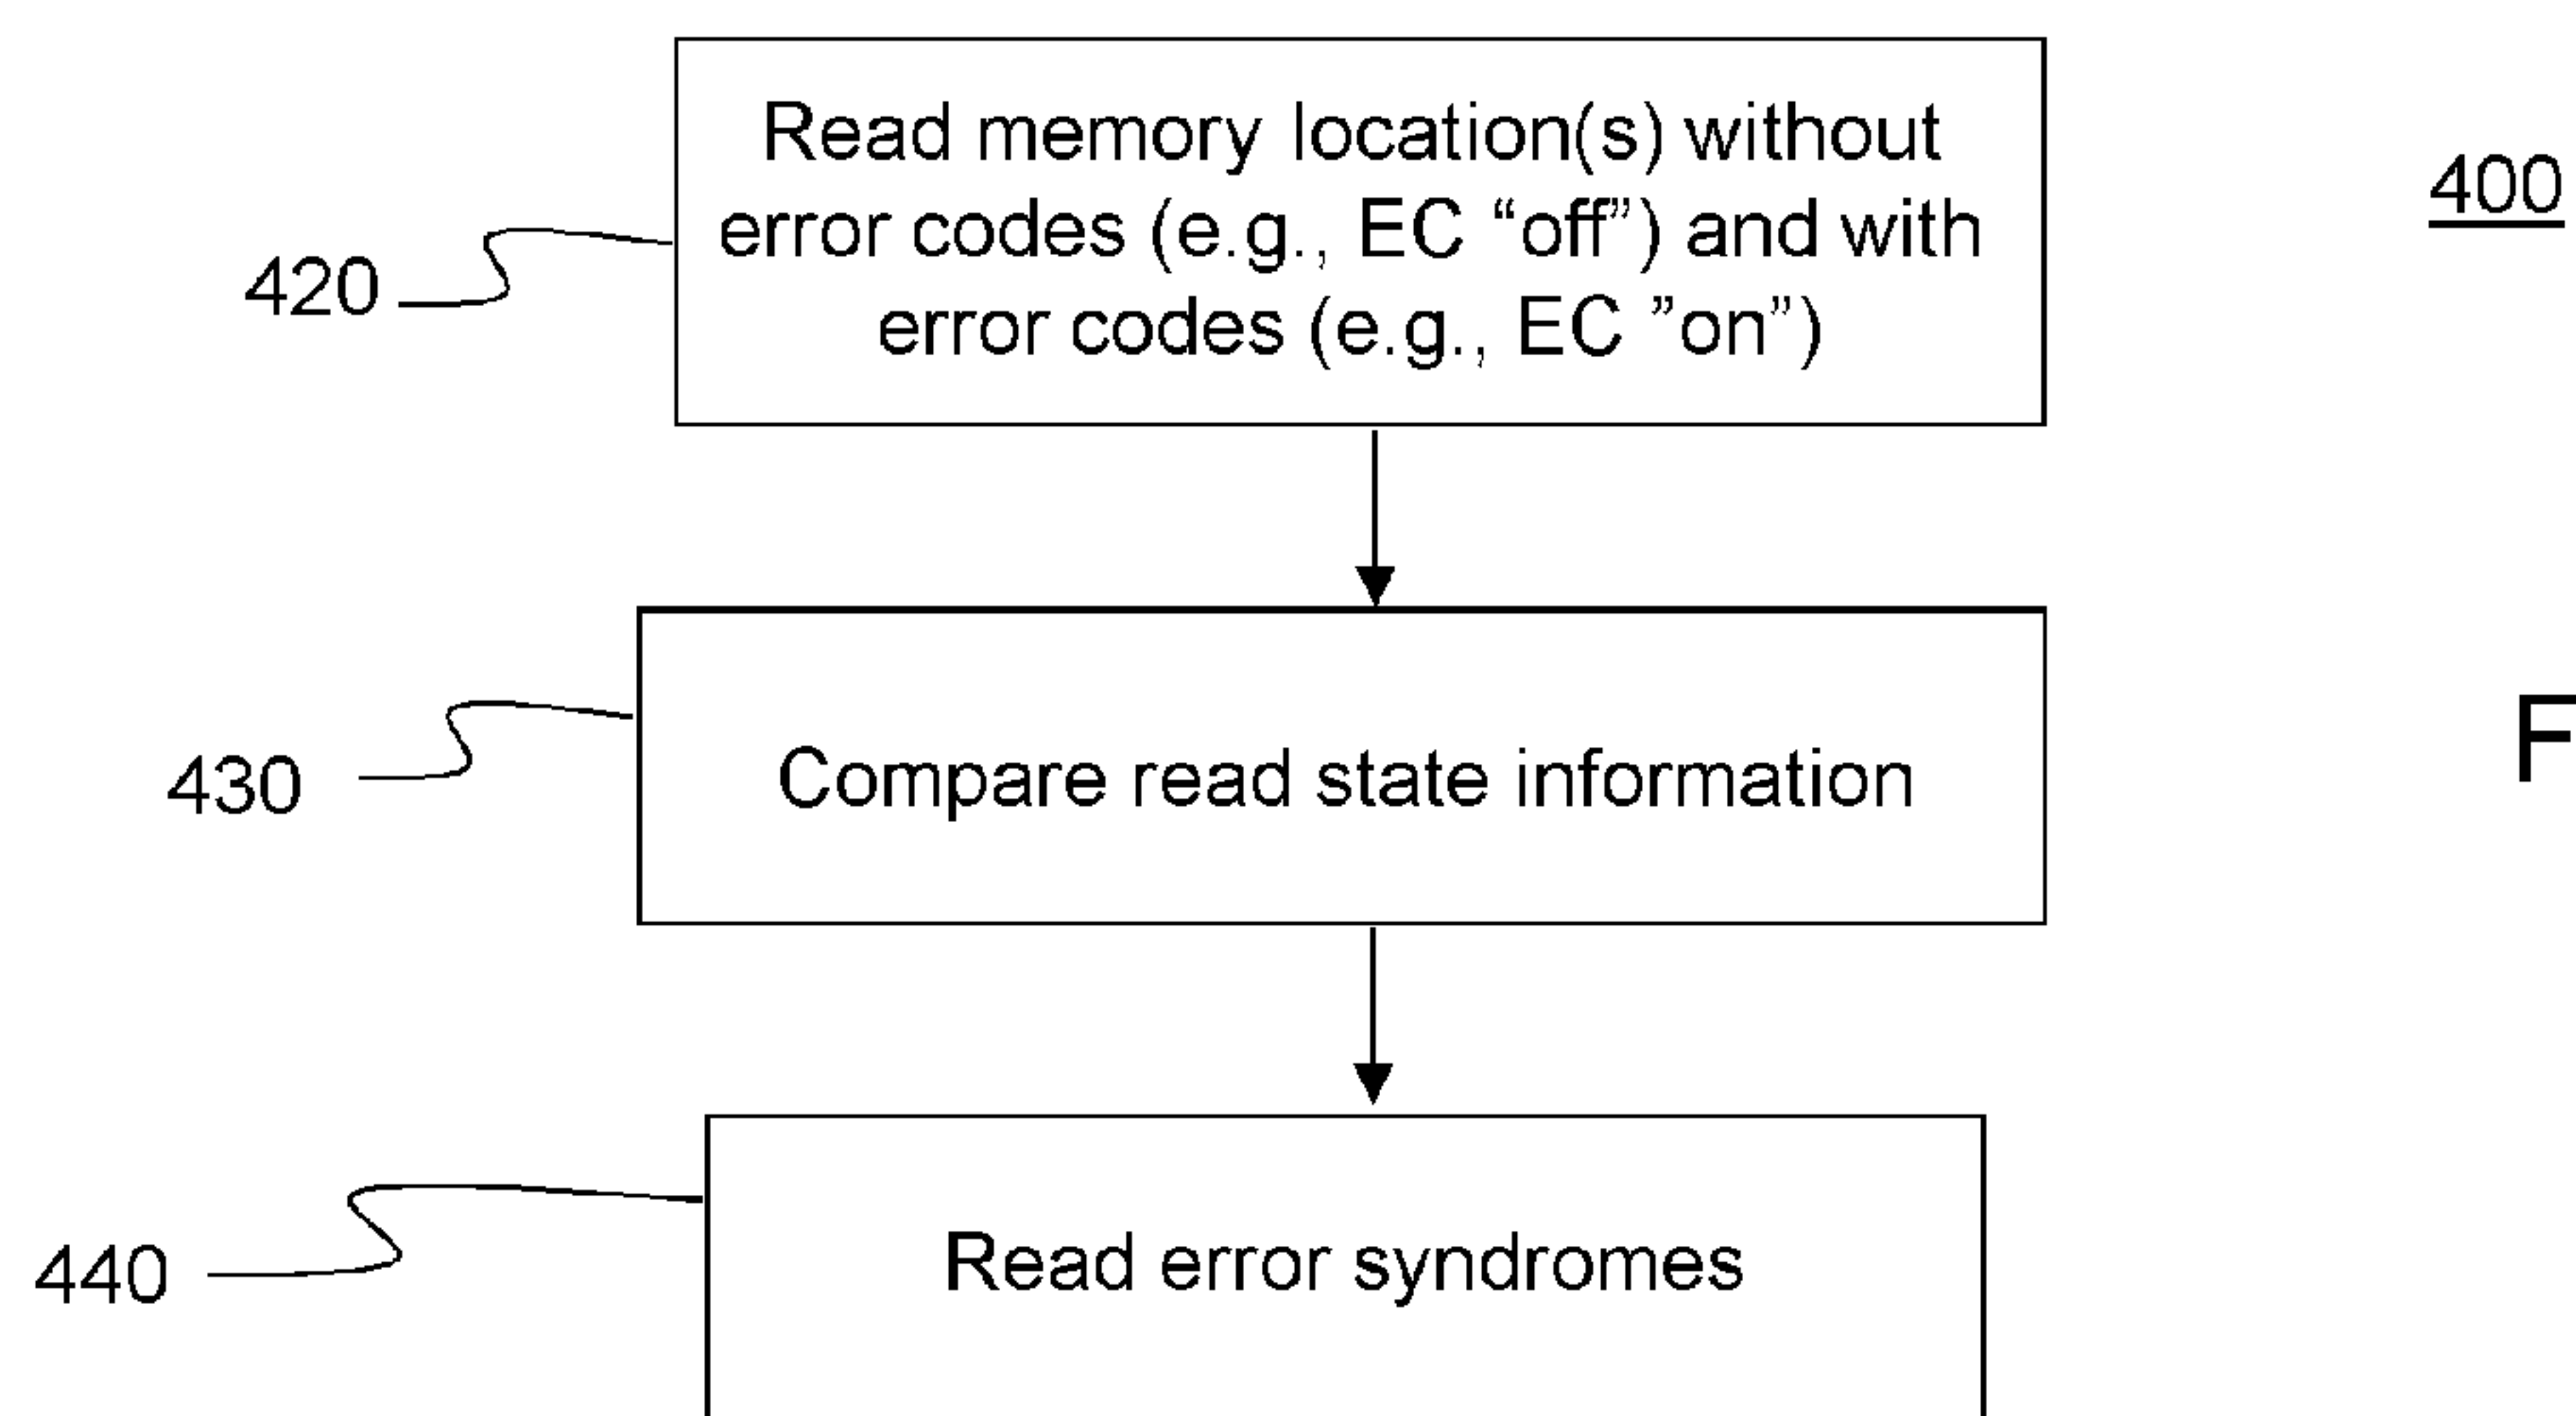 Read memory location(s) without
error codes (e.g., EC “off”) and with
error codes (e.g., EC ”on”)
400
420
Compare read state information
430
F
Read error syndromes
440